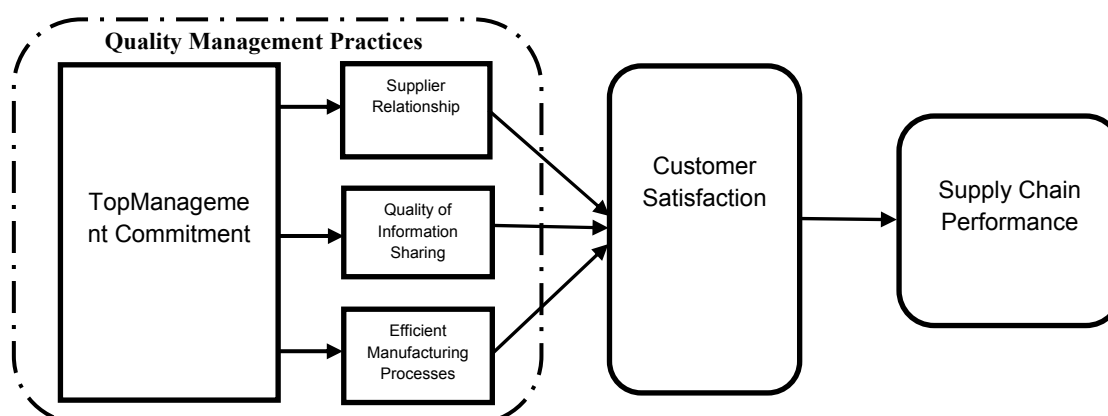 Quality Management Practices
TopManageme
nt Commitment
Supplier
Relationship
Quality of
Information
Sharing
Efficient
Manufacturing
Processes
Customer
Satisfaction
Supply Chain
Performance